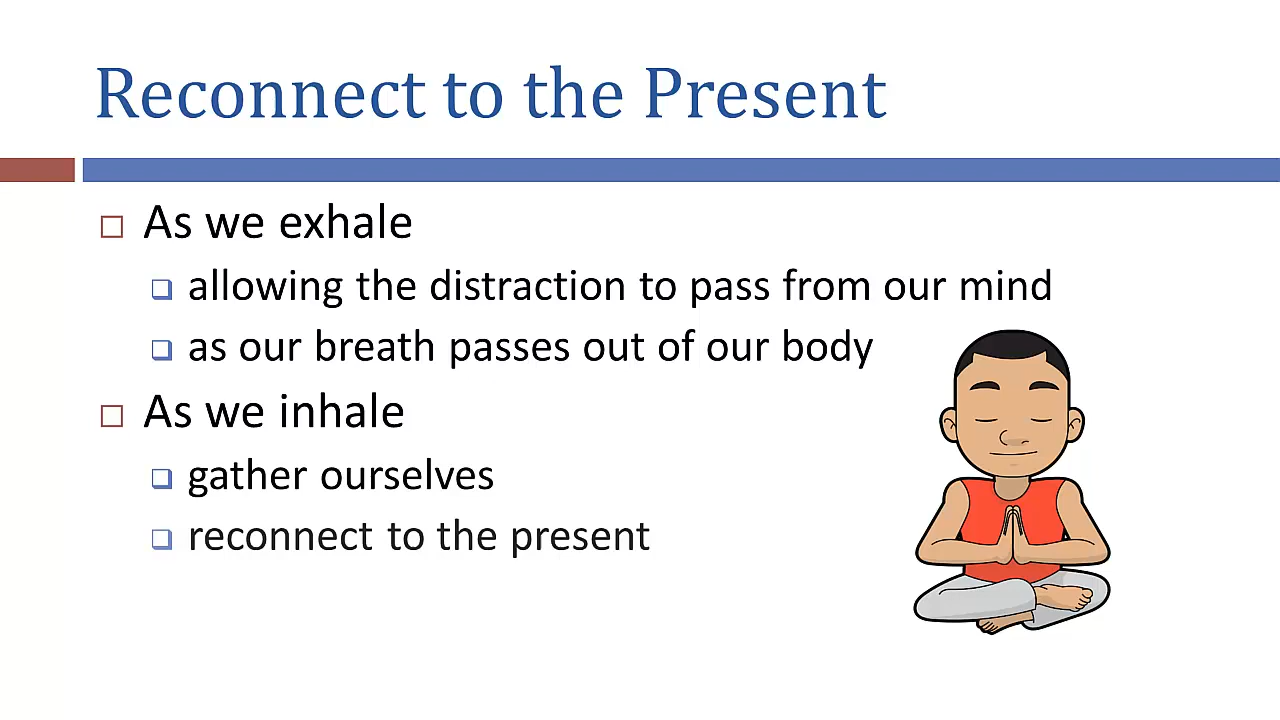 Reconnect to the Present
As we exhale
allowing the distraction to pass from our mind
as our breath passes out of our body
As we inhale
gather ourselves
reconnect to the present